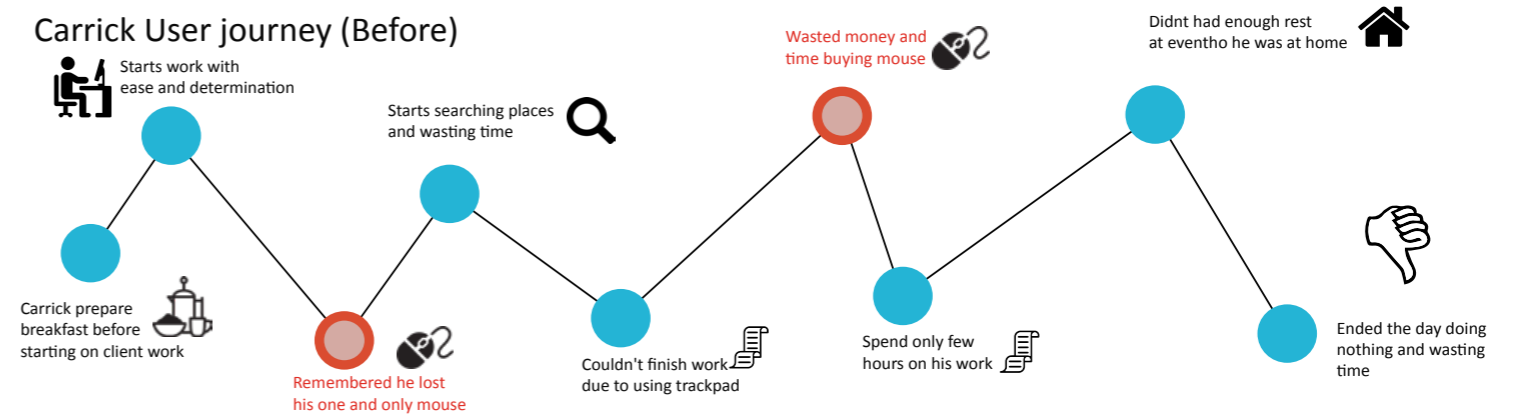 Carrick User journey (Before)
Starts work with
ease and determination
Carrick prepare
breakfast before
starting on client work
Remembered he lost
his one and only mouse
Starts searching places
and wasting time
Couldn't finish work
due to using trackpad
Wasted money and
time buying mouse
Spend only few
hours on his work
Didnt had enough rest
at eventho he was at home
Ended the day doing
nothing and wasting
time